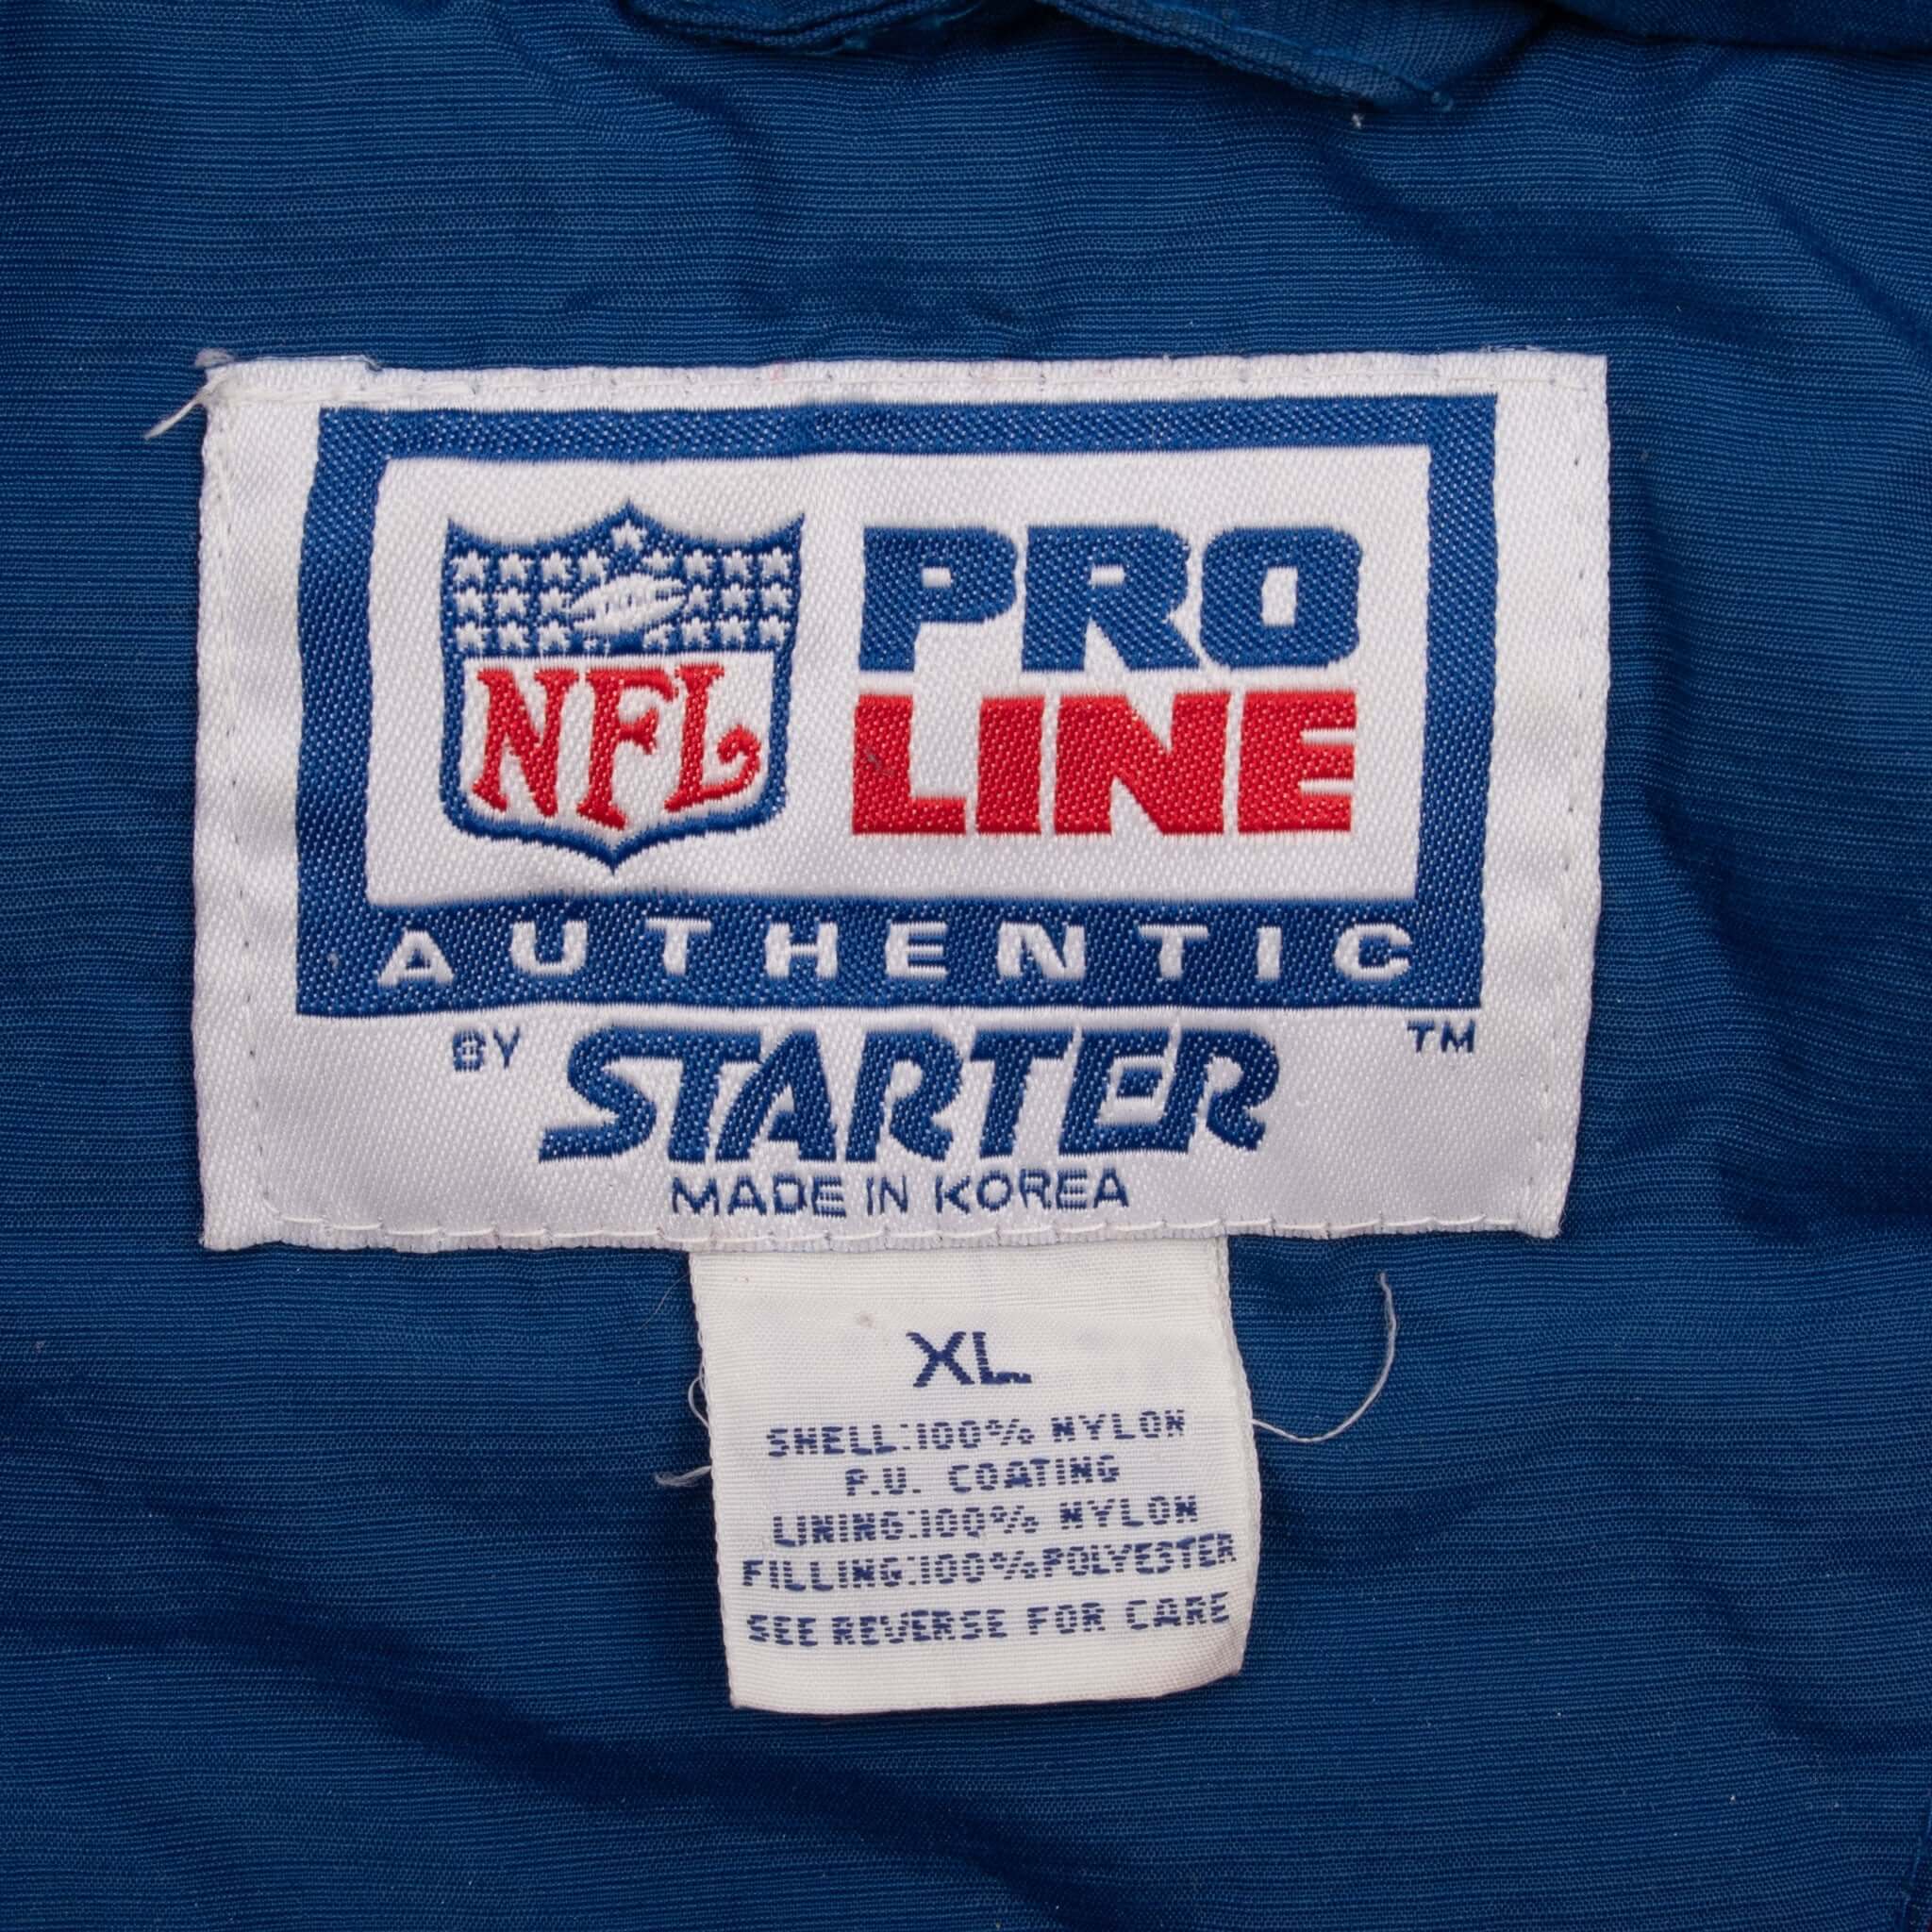 NFL
PRO
LINE
AUTHENTIC
BY STARTER ™
MADE IN KOREA
XL
SHELL:100% NYLON
P.U. COATING
LINING:100% NYLON
FILLING:100% POLYESTER
SEE REVERSE FOR CARE